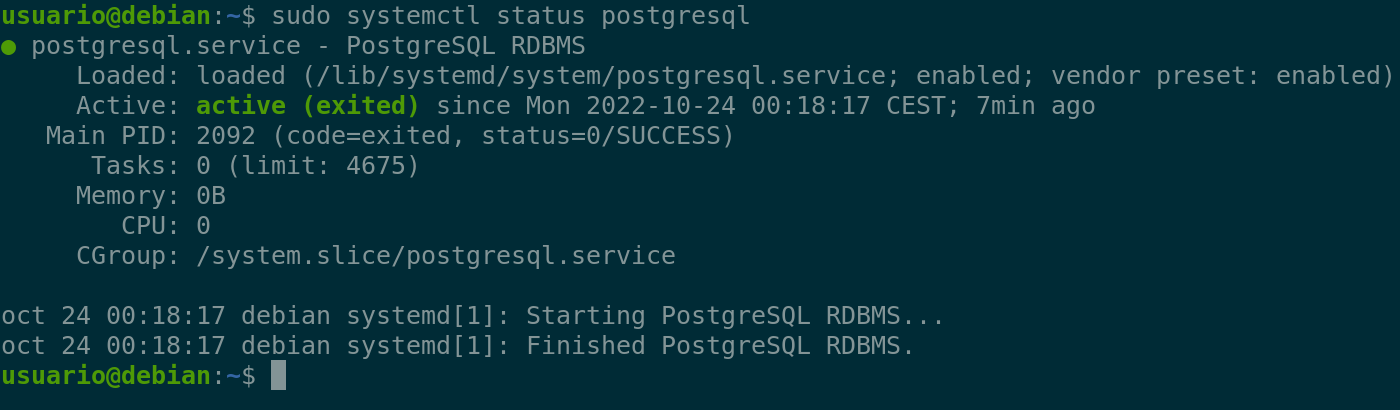 usuario@debian:~$ sudo systemctl status postgresql
● postgresql.service - PostgreSQL RDBMS
     Loaded: loaded (/lib/systemd/system/postgresql.service; enabled; vendor preset: enabled)
     Active: active (exited) since Mon 2022-10-24 00:18:17 CEST; 7min ago
   Main PID: 2092 (code=exited, status=0/SUCCESS)
      Tasks: 0 (limit: 4675)
     Memory: 0B
        CPU: 0
     CGroup: /system.slice/postgresql.service

oct 24 00:18:17 debian systemd[1]: Starting PostgreSQL RDBMS...
oct 24 00:18:17 debian systemd[1]: Finished PostgreSQL RDBMS.
usuario@debian:~$